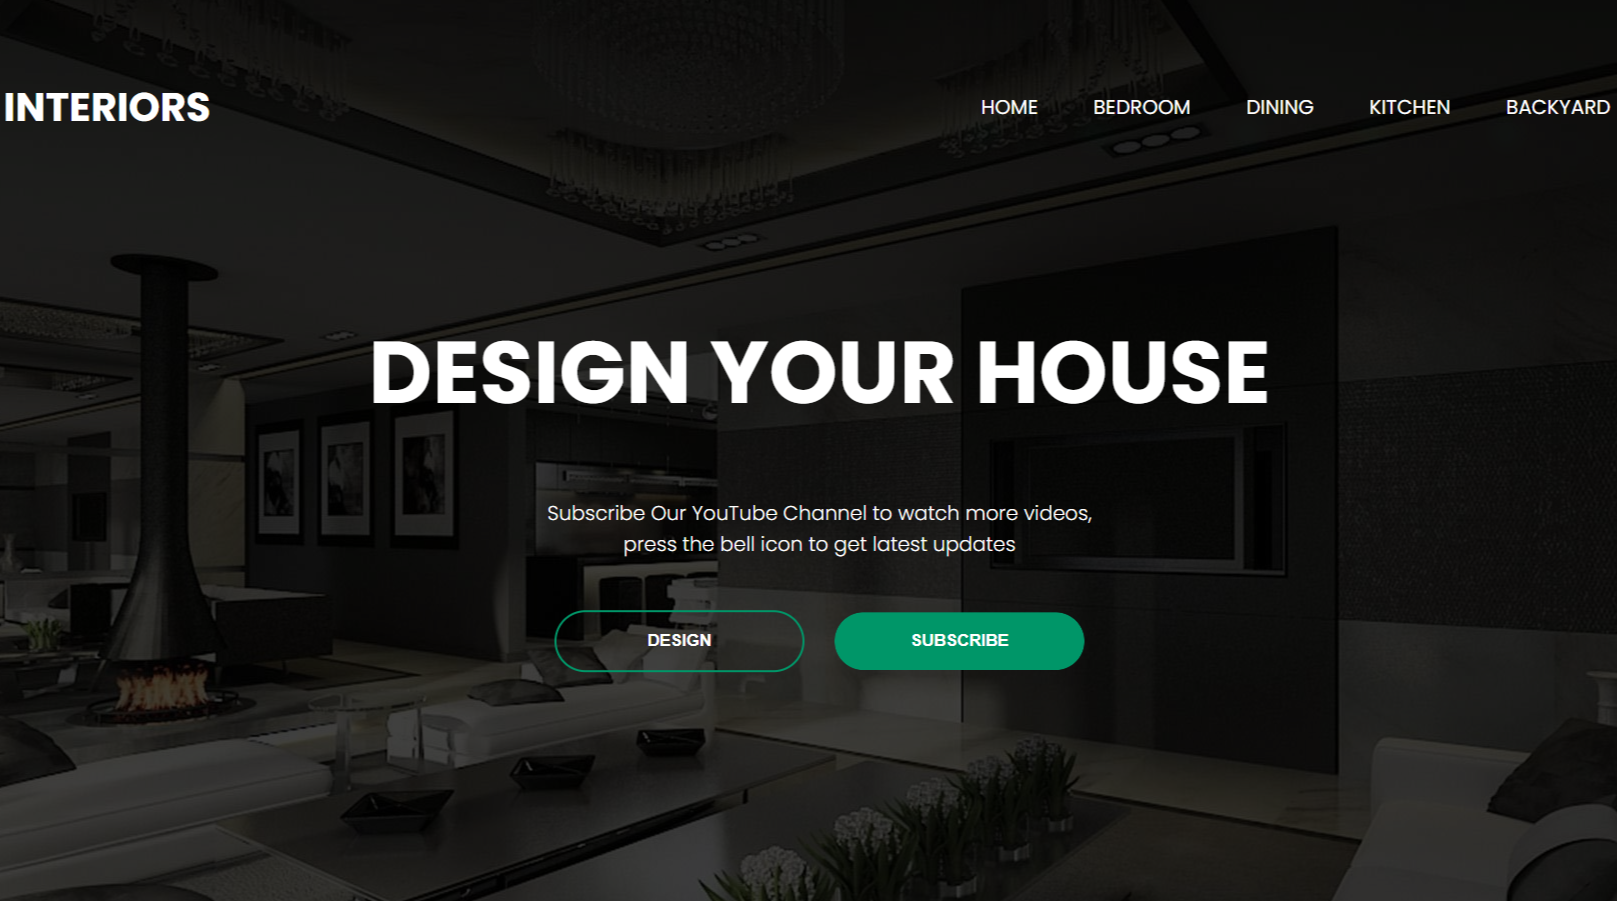 INTERIORS
HOME BEDROOM DINING KITCHEN BACKYARD
DESIGN YOUR HOUSE
Subscribe Our YouTube Channel to watch more videos,
press the bell icon to get latest updates
DESIGN SUBSCRIBE